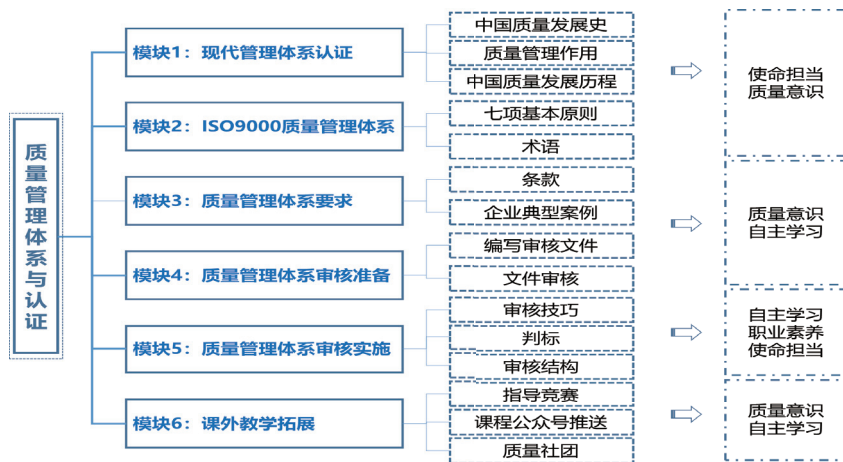 质量管理体系与认证
模块1：现代管理体系认证
中国质量发展史
质量管理作用
中国质量发展历程
使命担当
质量意识
模块2：ISO9000质量管理体系
七项基本原则
术语
模块3：质量管理体系要求
条款
企业典型案例
质量意识
自主学习
模块4：质量管理体系审核准备
编写审核文件
文件审核
模块5：质量管理体系审核实施
审核技巧
判标
审核结构
自主学习
职业素养
使命担当
模块6：课外教学拓展
指导竞赛
课程公众号推送
质量社团
质量意识
自主学习